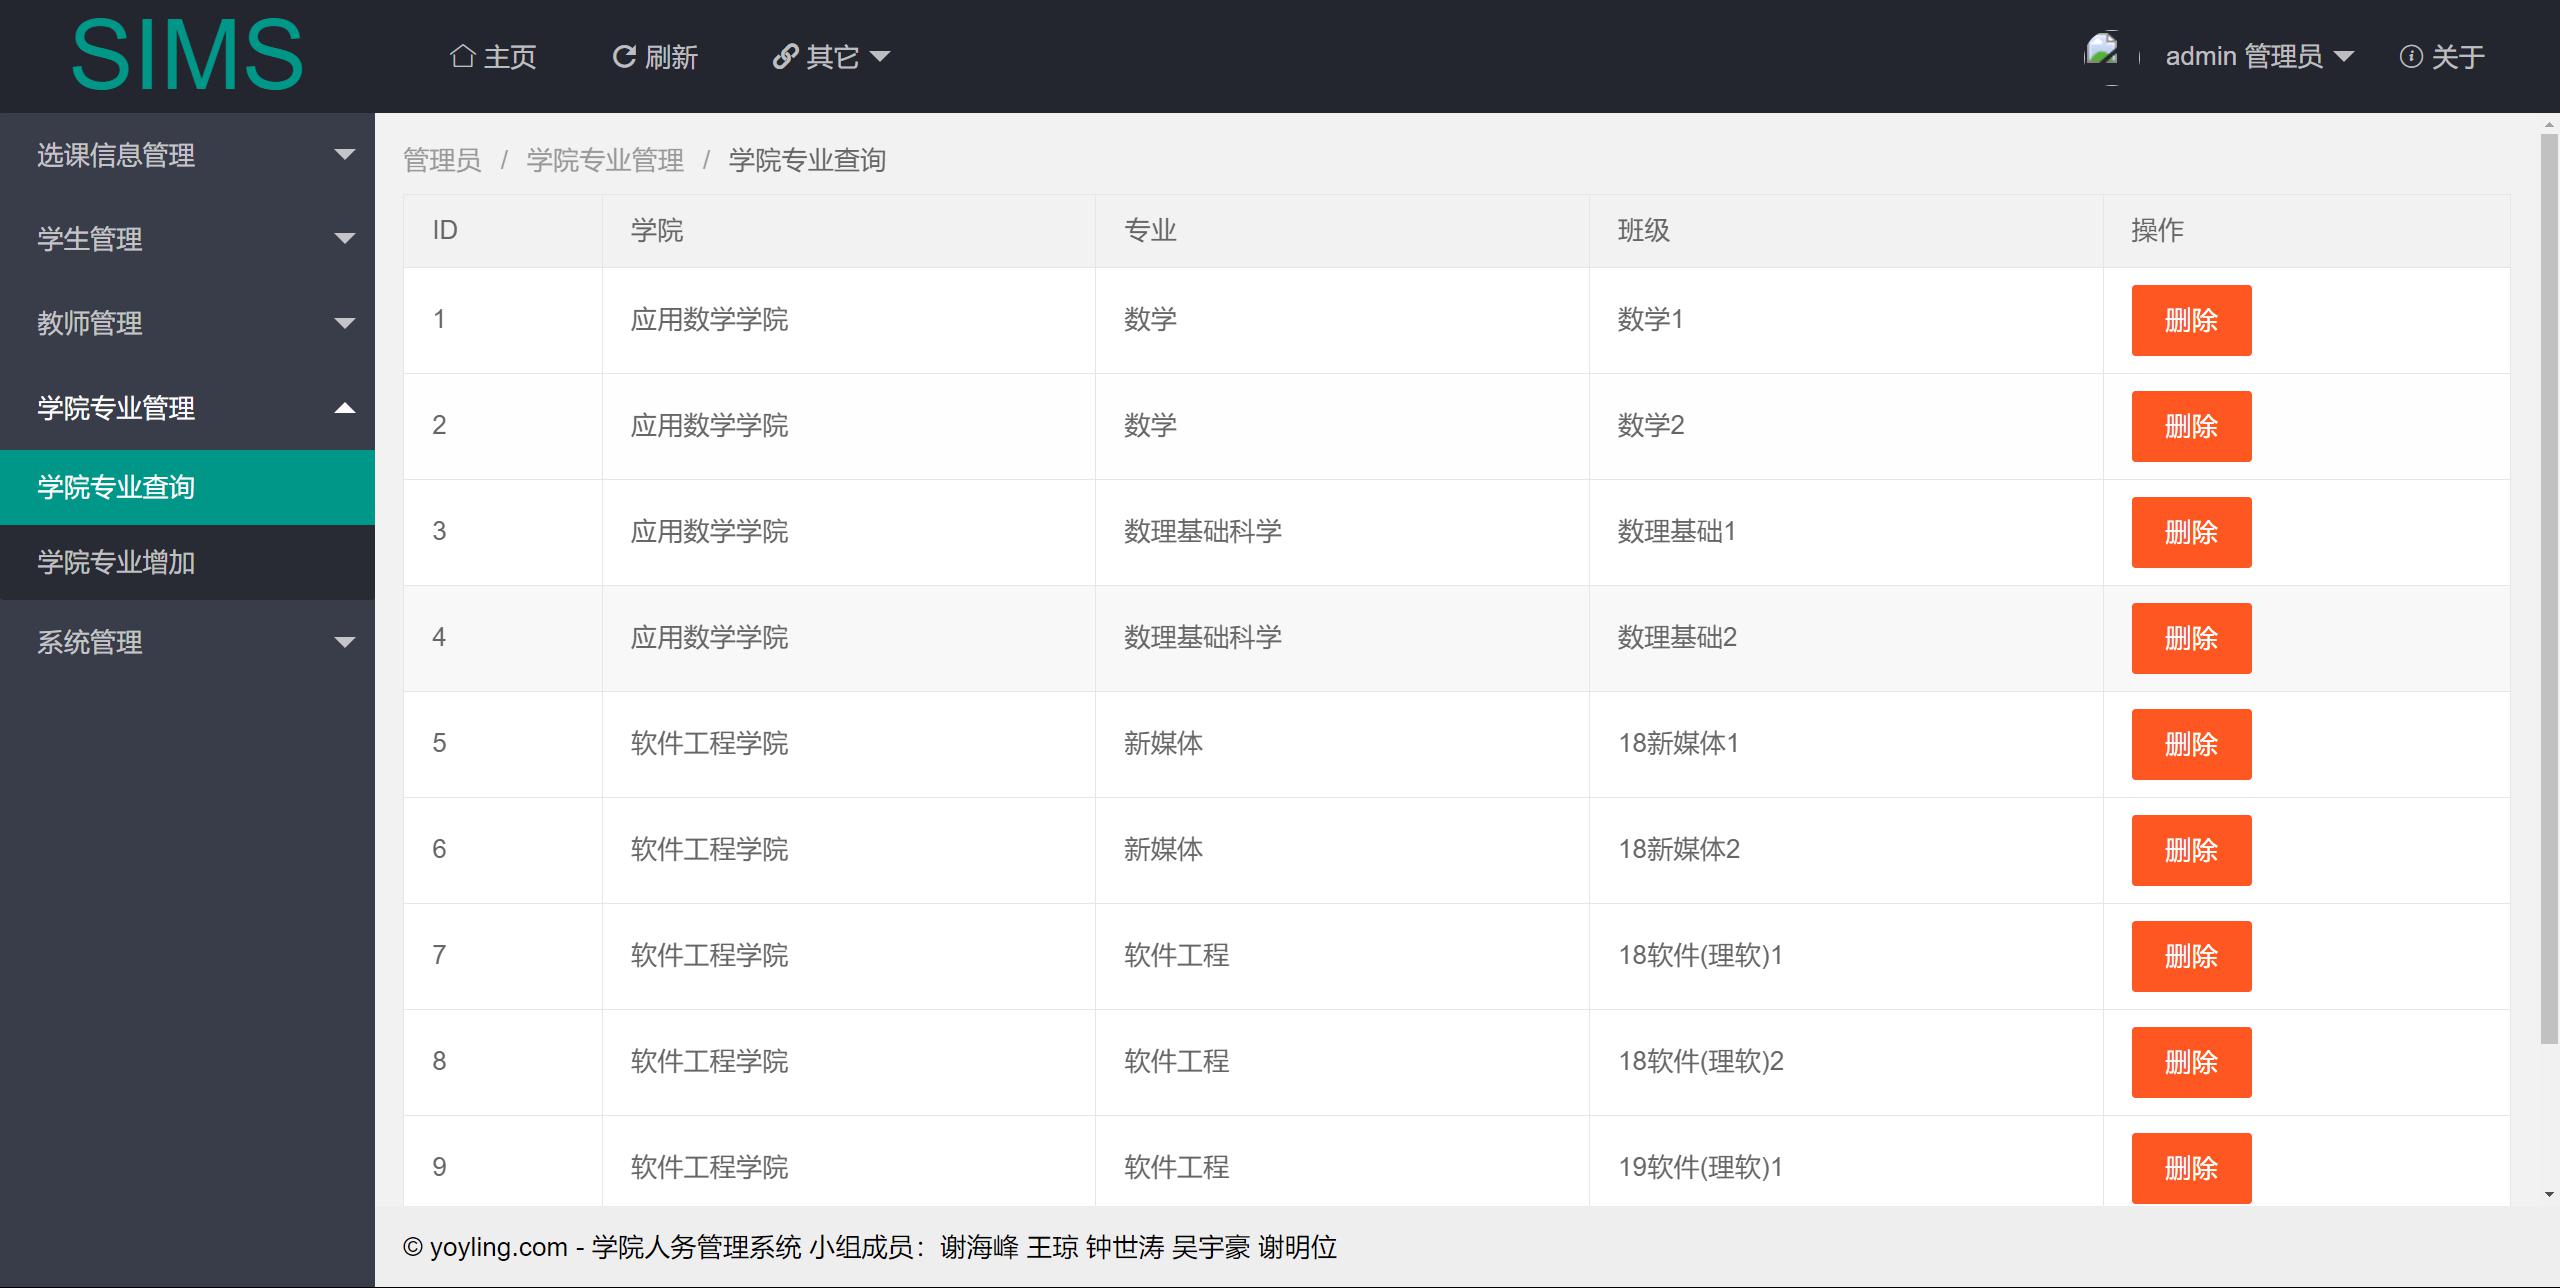 SIMS
主页 刷新 其它 admin 管理员 关于
选课信息管理
学生管理
教师管理
学院专业管理
学院专业查询
学院专业增加
系统管理
管理员 / 学院专业管理 / 学院专业查询
ID 学院 专业 班级 操作
1 应用数学学院 数学 数学1 删除
2 应用数学学院 数学 数学2 删除
3 应用数学学院 数理基础科学 数理基础1 删除
4 应用数学学院 数理基础科学 数理基础2 删除
5 软件工程学院 新媒体 18新媒体1 删除
6 软件工程学院 新媒体 18新媒体2 删除
7 软件工程学院 软件工程 18软件(理软)1 删除
8 软件工程学院 软件工程 18软件(理软)2 删除
9 软件工程学院 软件工程 19软件(理软)1 删除
© yoyling.com - 学院人务管理系统 小组成员：谢海峰 王琼 钟世涛 吴宇豪 谢明位